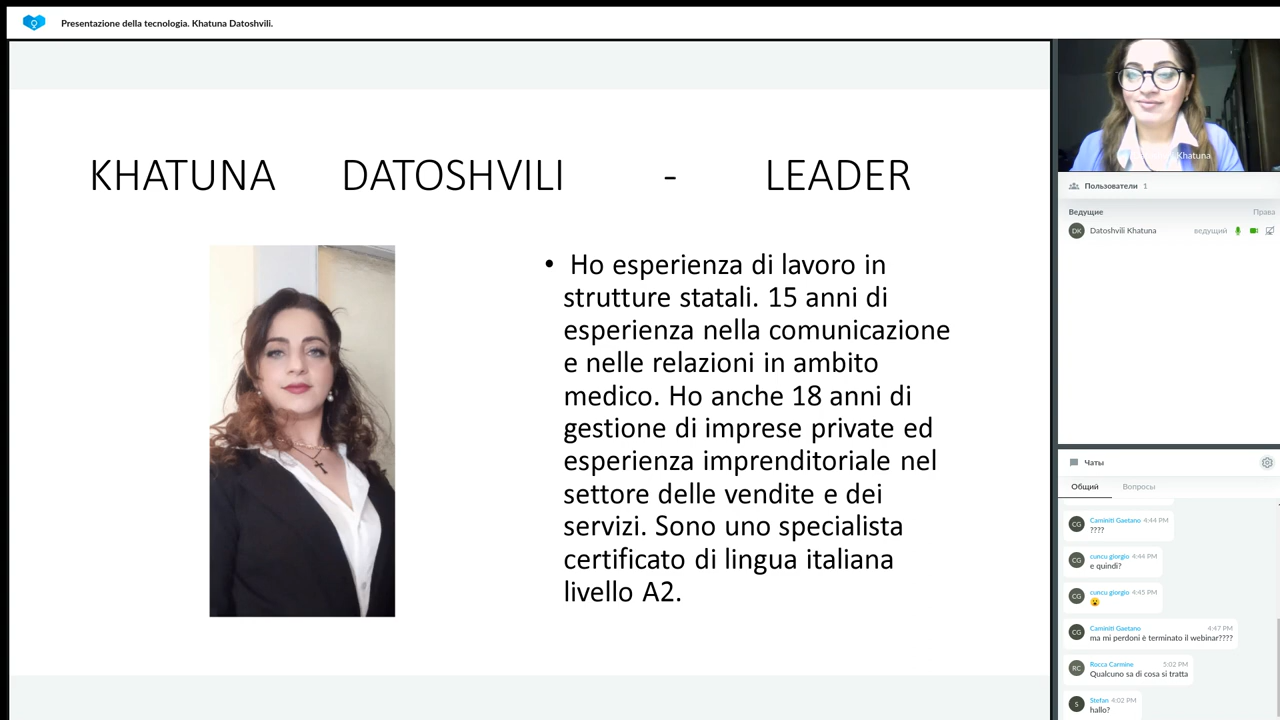 Presentazione della tecnologia. Khatuna Datoshvili.
KHATUNA DATOSHVILI - LEADER
• Ho esperienza di lavoro in
strutture statali. 15 anni di
esperienza nella comunicazione
e nelle relazioni in ambito
medico. Ho anche 18 anni di
gestione di imprese private ed
esperienza imprenditoriale nel
settore delle vendite e dei
servizi. Sono uno specialista
certificato di lingua italiana
livello A2.
Khatuna
Пользователи 1
Ведущие Права
DK Datoshvili Khatuna ведущий
Чаты
Общий Вопросы
CG Caminiti Gaetano 4:44 PM
????
CG cuncu giorgio 4:44 PM
e quindi?
CG cuncu giorgio 4:45 PM
😮
CG Caminiti Gaetano 4:47 PM
ma mi perdoni è terminato il webinar????
RC Rocca Carmine 5:02 PM
Qualcuno sa di cosa si tratta
S Stefan 4:02 PM
hallo?